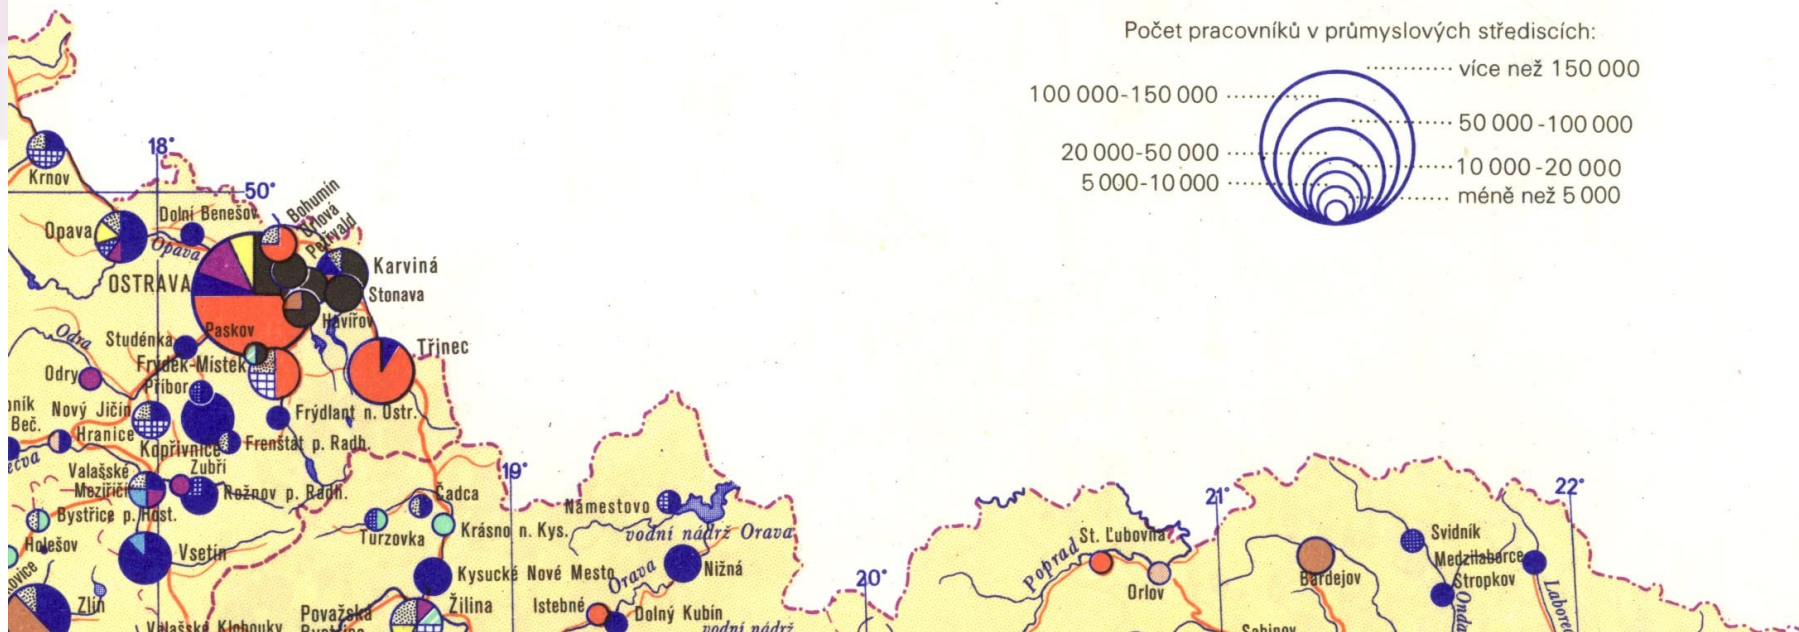 Počet pracovníků v průmyslových střediscích:
více než 150 000
100 000-150 000
50 000-100 000
20 000-50 000
10 000-20 000
5 000-10 000
méně než 5 000
18°
Krnov
50°
Bohumín
Orlová
Petřvald
Dolní Benešov
Opava
Opava
Karviná
OSTRAVA
Stonava
Havířov
Paskov
Odra
Studénka
Třinec
Frýdek-Místek
Odry
Příbor
Nový Jičín
Frýdlant n. Ostr.
Beč.
Hranice
Kopřivnice
Frenštát p. Radh.
Valašské
Meziříčí
Zubří
Rožnov p. Radh.
19°
Čadca
Námestovo
21°
22°
Bystřice p. Host.
Turzovka
Krásno n. Kys.
vodní nádrž Orava
St. Ľubovňa
Svidník
Holešov
Vsetín
Medzilaborce
Kysucké Nové Mesto
Orava
Nižná
20°
Poprad
Orlov
Bardejov
Stropkov
Zlín
Považská
Bystrica
Žilina
Istebné
Dolný Kubín
Valašské Klobouky
vodní nádrž
Sabinov